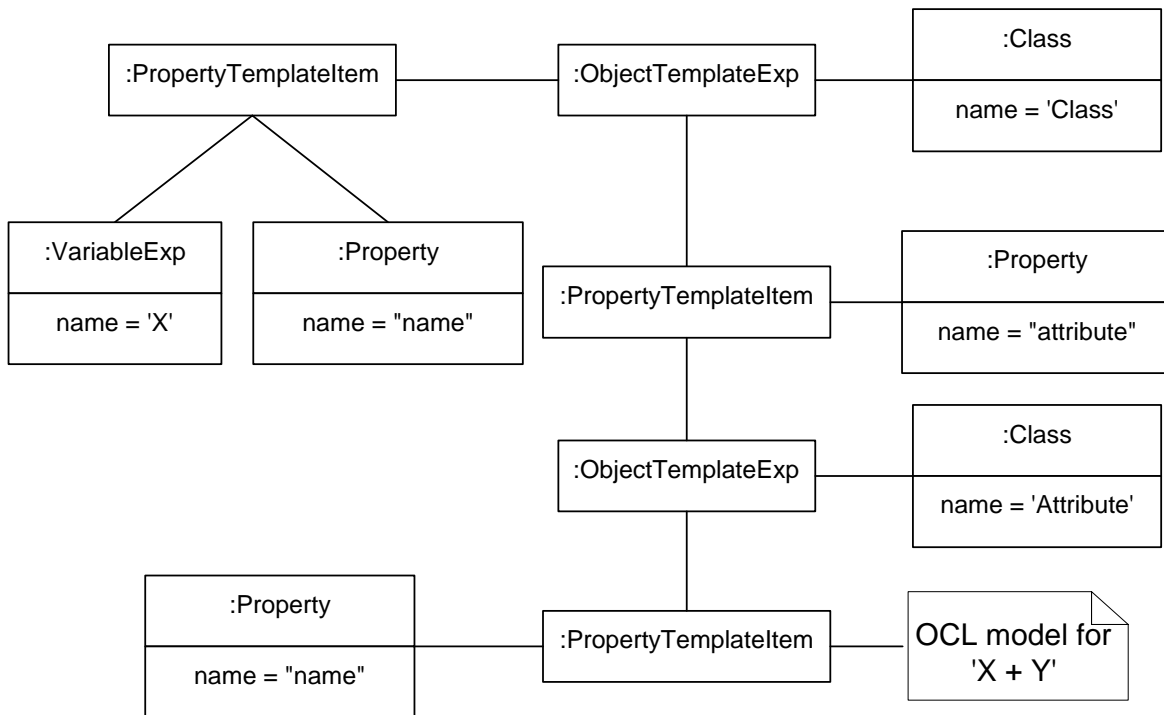 :PropertyTemplateItem
:ObjectTemplateExp
:Class
name = 'Class'
:VariableExp
name = 'X'
:Property
name = "name"
:PropertyTemplateItem
:Property
name = "attribute"
:ObjectTemplateExp
:Class
name = 'Attribute'
:Property
name = "name"
:PropertyTemplateItem
OCL model for
'X + Y'